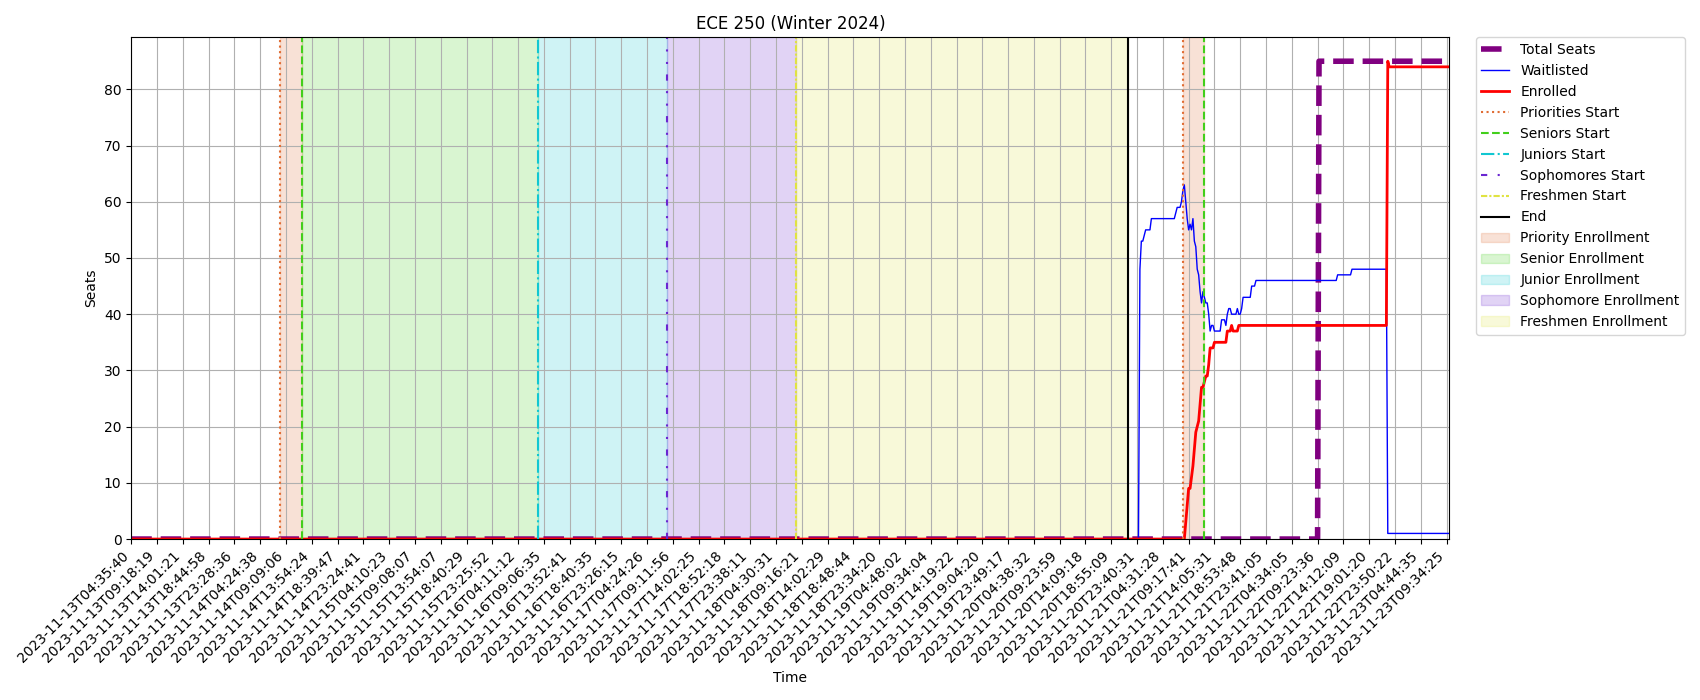 ECE 250 (Winter 2024)
Seats
80
70
60
50
40
30
20
10
0
2023-11-13T04:35:40
2023-11-13T09:18:19
2023-11-13T14:01:21
2023-11-13T18:44:58
2023-11-13T23:28:36
2023-11-14T04:24:38
2023-11-14T09:09:06
2023-11-14T13:54:24
2023-11-14T18:39:47
2023-11-14T23:24:41
2023-11-15T04:10:23
2023-11-15T09:08:07
2023-11-15T13:54:07
2023-11-15T18:40:29
2023-11-15T23:25:52
2023-11-16T04:11:12
2023-11-16T09:06:35
2023-11-16T13:52:41
2023-11-16T18:40:35
2023-11-16T23:26:15
2023-11-17T04:24:26
2023-11-17T09:11:56
2023-11-17T14:02:25
2023-11-17T18:52:18
2023-11-17T23:38:11
2023-11-18T04:30:31
2023-11-18T09:16:21
2023-11-18T14:02:29
2023-11-18T18:48:44
2023-11-18T23:34:20
2023-11-19T04:48:02
2023-11-19T09:34:04
2023-11-19T14:19:22
2023-11-19T19:04:20
2023-11-19T23:49:17
2023-11-20T04:38:32
2023-11-20T09:23:59
2023-11-20T14:09:18
2023-11-20T18:55:09
2023-11-20T23:40:31
2023-11-21T04:31:28
2023-11-21T09:17:41
2023-11-21T14:05:31
2023-11-21T18:53:48
2023-11-21T23:41:05
2023-11-22T04:34:05
2023-11-22T09:23:36
2023-11-22T14:12:09
2023-11-22T19:01:20
2023-11-22T23:50:22
2023-11-23T04:44:35
2023-11-23T09:34:25
Time
Total Seats
Waitlisted
Enrolled
Priorities Start
Seniors Start
Juniors Start
Sophomores Start
Freshmen Start
End
Priority Enrollment
Senior Enrollment
Junior Enrollment
Sophomore Enrollment
Freshmen Enrollment